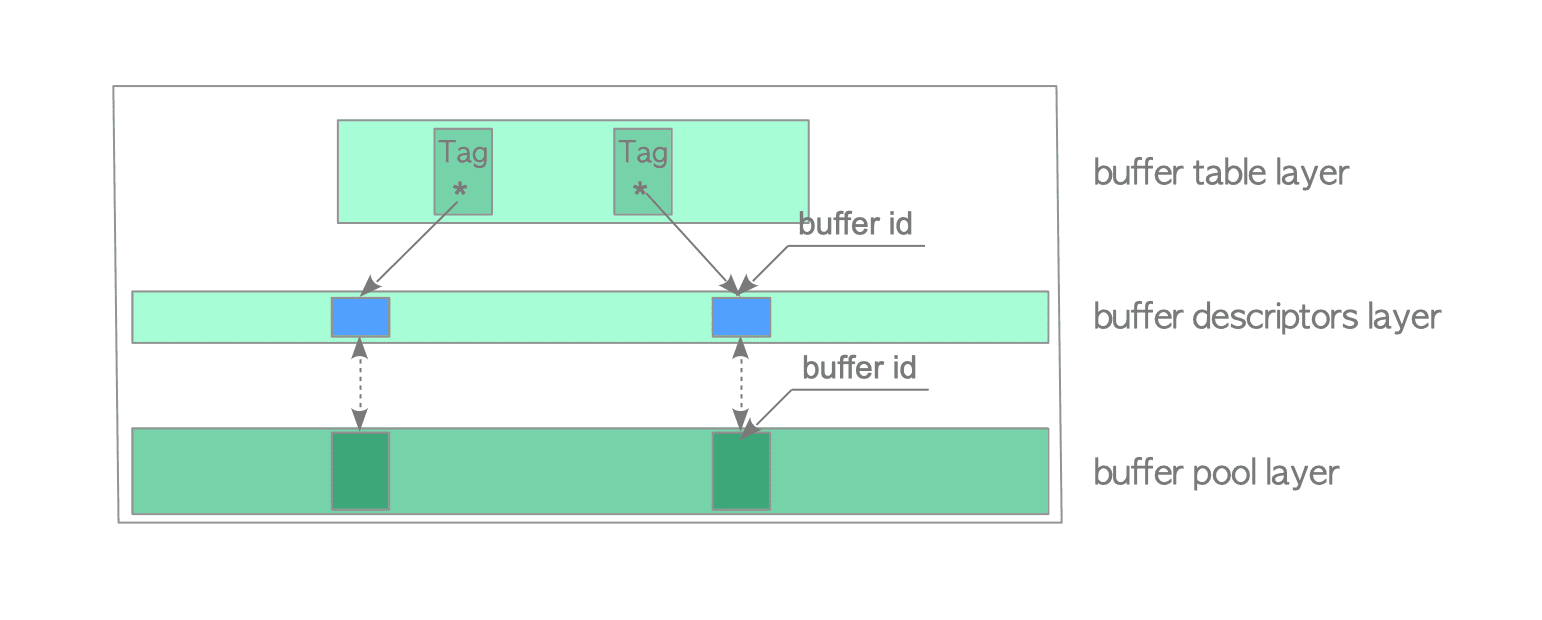 Tag
*
Tag
*
buffer table layer
buffer id
buffer descriptors layer
buffer id
buffer pool layer